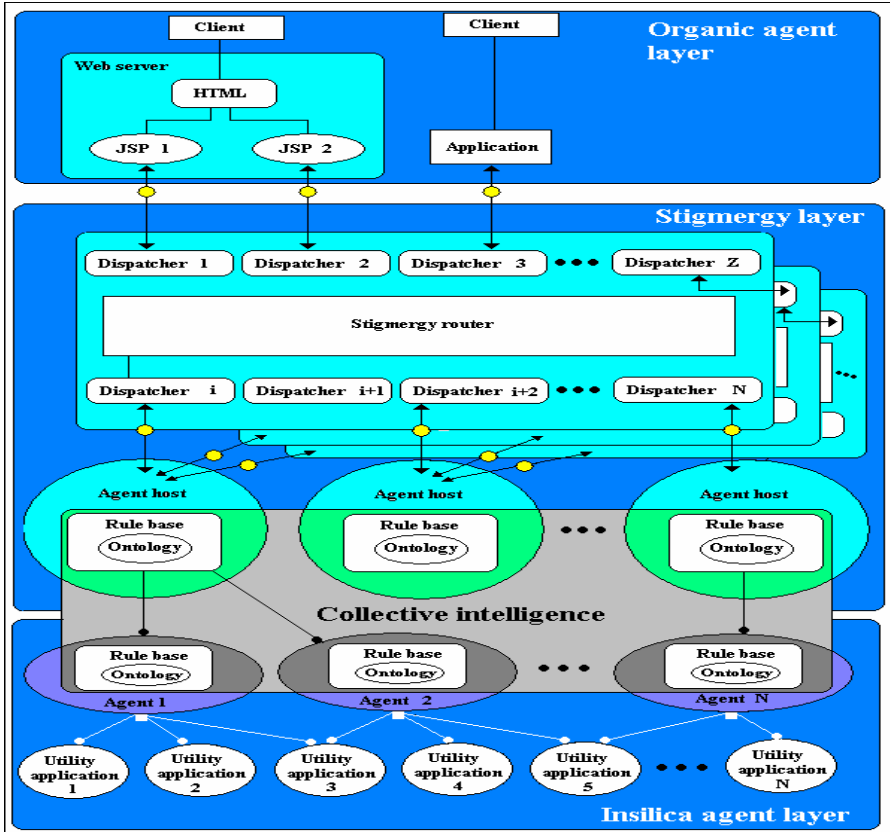 Client
Client
Organic agent
layer
Web server
HTML
JSP 1
JSP 2
Application
Stigmergy layer
Dispatcher 1
Dispatcher 2
Dispatcher 3
Dispatcher Z
Stigmergy router
Dispatcher i
Dispatcher i+1
Dispatcher i+2
Dispatcher N
Agent host
Agent host
Agent host
Rule base
Ontology
Rule base
Ontology
Rule base
Ontology
Collective intelligence
Rule base
Ontology
Rule base
Ontology
Rule base
Ontology
Agent 1
Agent 2
Agent N
Utility
application
1
Utility
application
2
Utility
application
3
Utility
application
4
Utility
application
5
Utility
application
N
Insilica agent layer